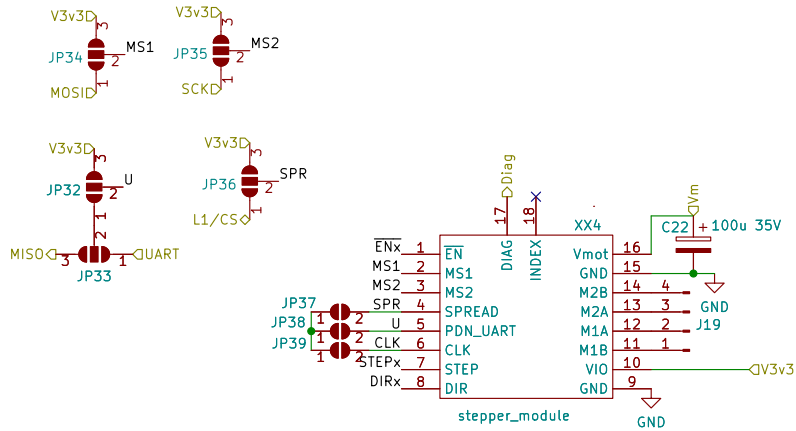 V3v3 3 JP34 MS1 2 1 MOSI
V3v3 3 JP35 MS2 2 1 SCK
V3v3 3 JP32 U 2 1
MISO 3 2 1 UART JP33
V3v3 3 JP36 SPR 2 1 L1/CS
Diag 17 18 XX4
DIAG INDEX
Vm C22 + 100u 35V
ENx 1 EN Vmot 16
MS1 2 MS1 GND 15
GND
MS2 3 MS2 M2B 14 4
JP37 1 2 SPR 4 SPREAD M2A 13 3
J19
JP38 1 2 U 5 PDN_UART M1A 12 2
JP39 1 2 CLK 6 CLK M1B 11 1
STEPx 7 STEP VIO 10 V3v3
DIRx 8 DIR GND 9
GND
stepper_module